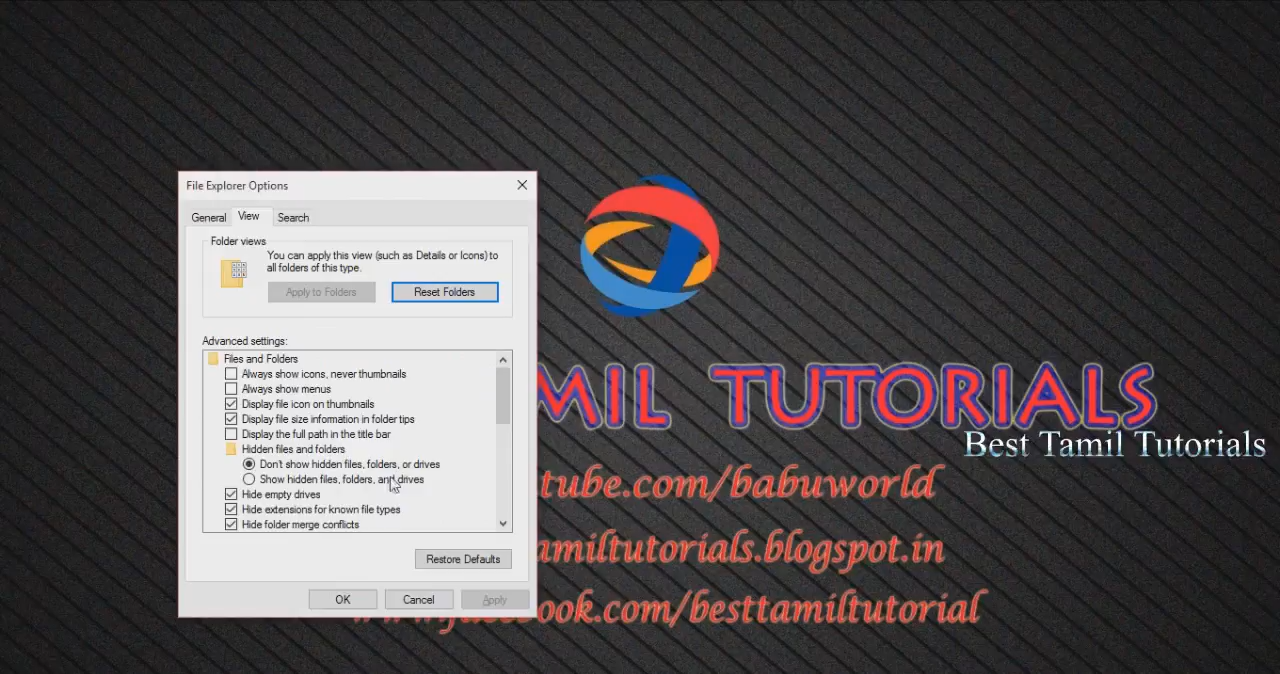 File Explorer Options
General View Search
Folder views
You can apply this view (such as Details or Icons) to
all folders of this type.
Apply to Folders
Reset Folders
Advanced settings:
Files and Folders
Always show icons, never thumbnails
Always show menus
Display file icon on thumbnails
Display file size information in folder tips
Display the full path in the title bar
Hidden files and folders
Don't show hidden files, folders, or drives
Show hidden files, folders, and drives
Hide empty drives
Hide extensions for known file types
Hide folder merge conflicts
Restore Defaults
OK
Cancel
Apply
MIL TUTORIALS
Best Tamil Tutorials
tube.com/babuworld
amiltutorials.blogspot.in
ook.com/besttamiltutorial